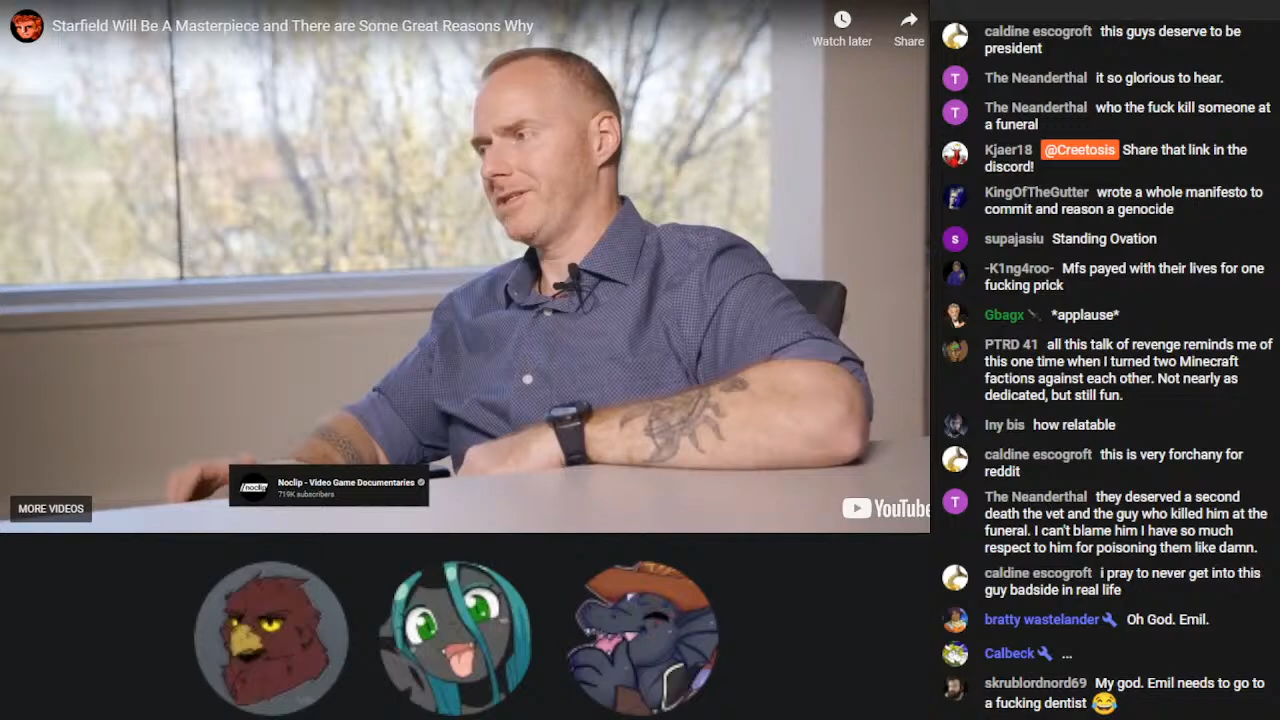 Starfield Will Be A Masterpiece and There are Some Great Reasons Why
Watch later
Share
/noclip
Noclip - Video Game Documentaries
719K subscribers
MORE VIDEOS
YouTube
caldine escogroft this guys deserve to be
president
T
The Neanderthal it so glorious to hear.
T
The Neanderthal who the fuck kill someone at
a funeral
Kjaer18 @Creetosis Share that link in the
discord!
KingOfTheGutter wrote a whole manifesto to
commit and reason a genocide
s
supajasiu Standing Ovation
-K1ng4roo- Mfs payed with their lives for one
fucking prick
Gbagx *applause*
PTRD 41 all this talk of revenge reminds me of
this one time when I turned two Minecraft
factions against each other. Not nearly as
dedicated, but still fun.
Iny bis how relatable
caldine escogroft this is very forchany for
reddit
T
The Neanderthal they deserved a second
death the vet and the guy who killed him at the
funeral. I can't blame him I have so much
respect to him for poisoning them like damn.
caldine escogroft i pray to never get into this
guy badside in real life
bratty wastelander Oh God. Emil.
Calbeck ...
skrublordnord69 My god. Emil needs to go to
a fucking dentist 😂